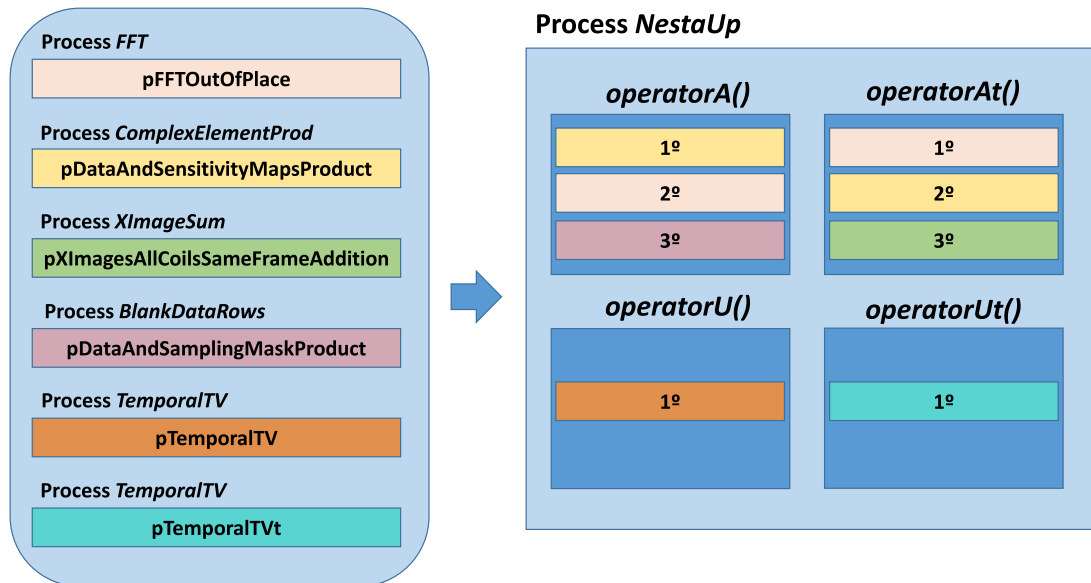 Process FFT
pFFTOutOfPlace
Process ComplexElementProd
pDataAndSensitivityMapsProduct
Process XImageSum
pXImagesAllCoilsSameFrameAddition
Process BlankDataRows
pDataAndSamplingMaskProduct
Process TemporalTV
pTemporalTV
Process TemporalTV
pTemporalTVt
Process NestaUp
operatorA()
1º
2º
3º
operatorAt()
1º
2º
3º
operatorU()
1º
operatorUt()
1º